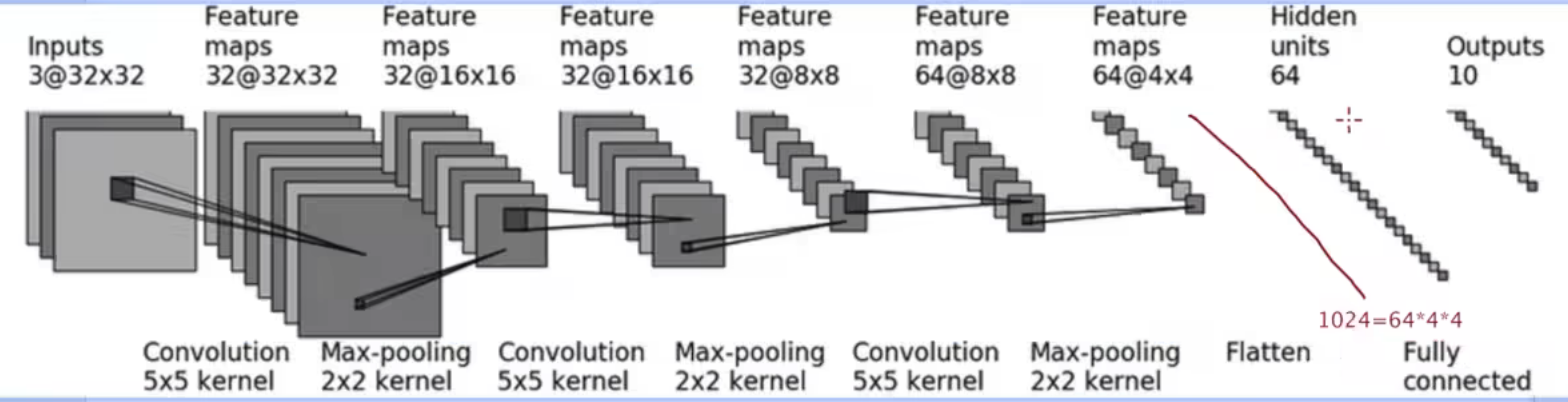 Inputs
3@32x32
Feature
maps
32@32x32
Feature
maps
32@16x16
Feature
maps
32@16x16
Feature
maps
32@8x8
Feature
maps
64@8x8
Feature
maps
64@4x4
Hidden
units
64
Outputs
10
1024=64*4*4
Convolution
5x5 kernel
Max-pooling
2x2 kernel
Convolution
5x5 kernel
Max-pooling
2x2 kernel
Convolution
5x5 kernel
Max-pooling
2x2 kernel
Flatten
Fully
connected